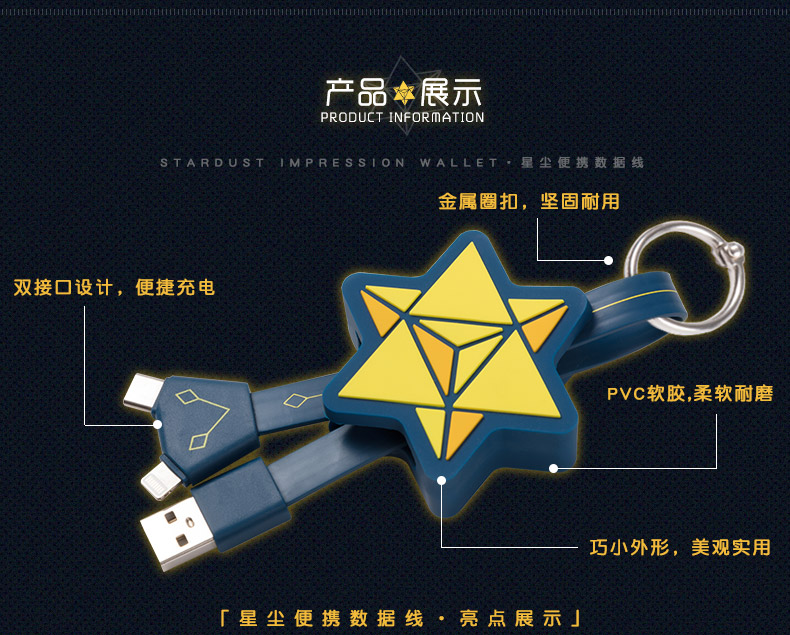 产品展示
PRODUCT INFORMATION
STARDUST IMPRESSION WALLET·星尘便携数据线
金属圈扣，坚固耐用
双接口设计，便捷充电
PVC软胶,柔软耐磨
巧小外形，美观实用
「星尘便携数据线·亮点展示」